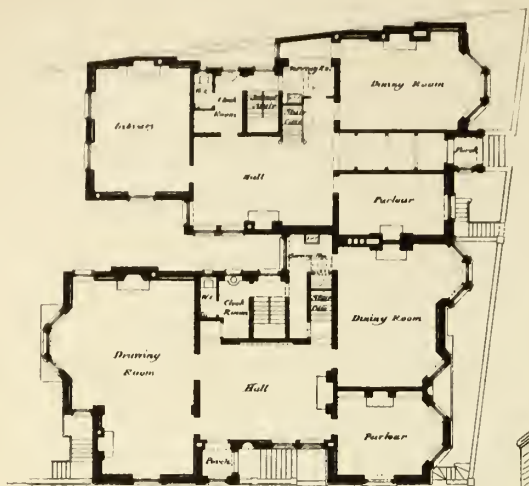 Dining Room
Library
W.C.
Cloak
Room
Porch
Hall
Parlour
W.C.
Cloak
Room
Dining Room
Drawing
Room
Hall
Parlour
Porch